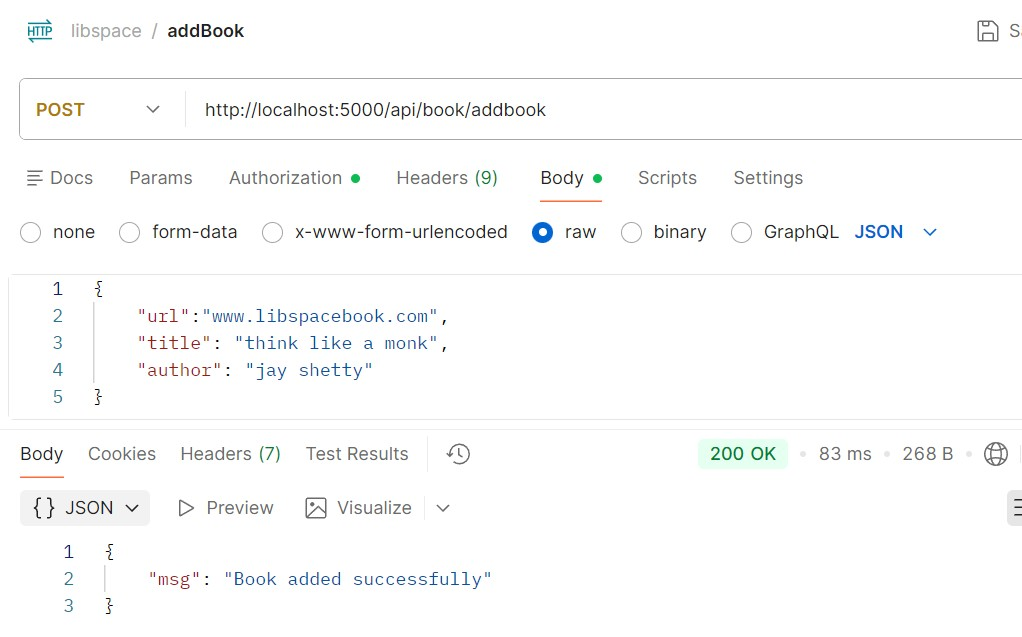 HTTP libspace / addBook
POST http://localhost:5000/api/book/addbook
Docs Params Authorization Headers (9) Body Scripts Settings
none form-data x-www-form-urlencoded raw binary GraphQL JSON
1 {
2 "url":"www.libspacebook.com",
3 "title": "think like a monk",
4 "author": "jay shetty"
5 }
Body Cookies Headers (7) Test Results 200 OK • 83 ms • 268 B •
{} JSON Preview Visualize
1 {
2 "msg": "Book added successfully"
3 }